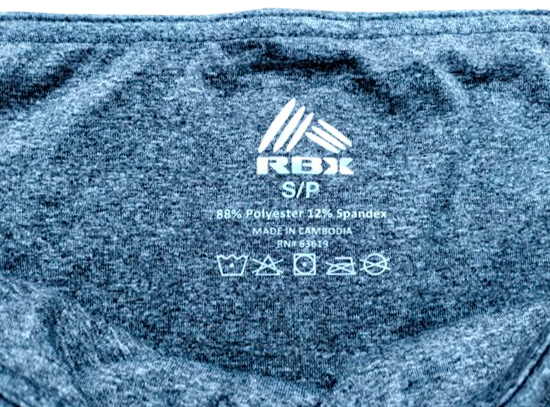 RBX
S/P
88% Polyester 12% Spandex
MADE IN CAMBODIA
RN# 63619